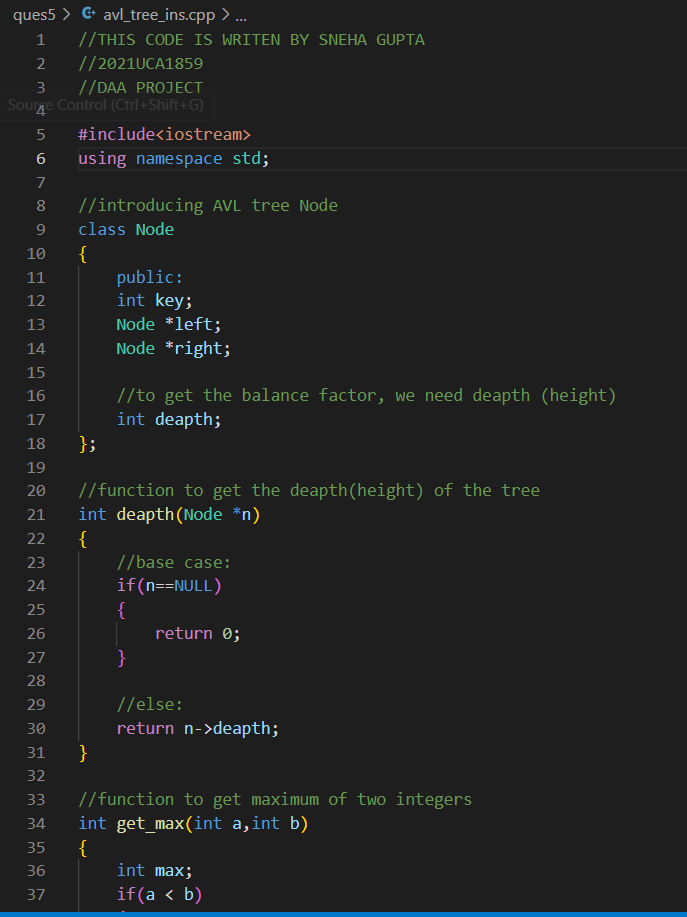 ques5 > avl_tree_ins.cpp > ...
1 //THIS CODE IS WRITEN BY SNEHA GUPTA
2 //2021UCA1859
3 //DAA PROJECT
Source Control (Ctrl+Shift+G)
4
5 #include<iostream>
6 using namespace std;
7
8 //introducing AVL tree Node
9 class Node
10 {
11     public:
12     int key;
13     Node *left;
14     Node *right;
15
16     //to get the balance factor, we need deapth (height)
17     int deapth;
18 };
19
20 //function to get the deapth(height) of the tree
21 int deapth(Node *n)
22 {
23     //base case:
24     if(n==NULL)
25     {
26         return 0;
27     }
28
29     //else:
30     return n->deapth;
31 }
32
33 //function to get maximum of two integers
34 int get_max(int a,int b)
35 {
36     int max;
37     if(a < b)